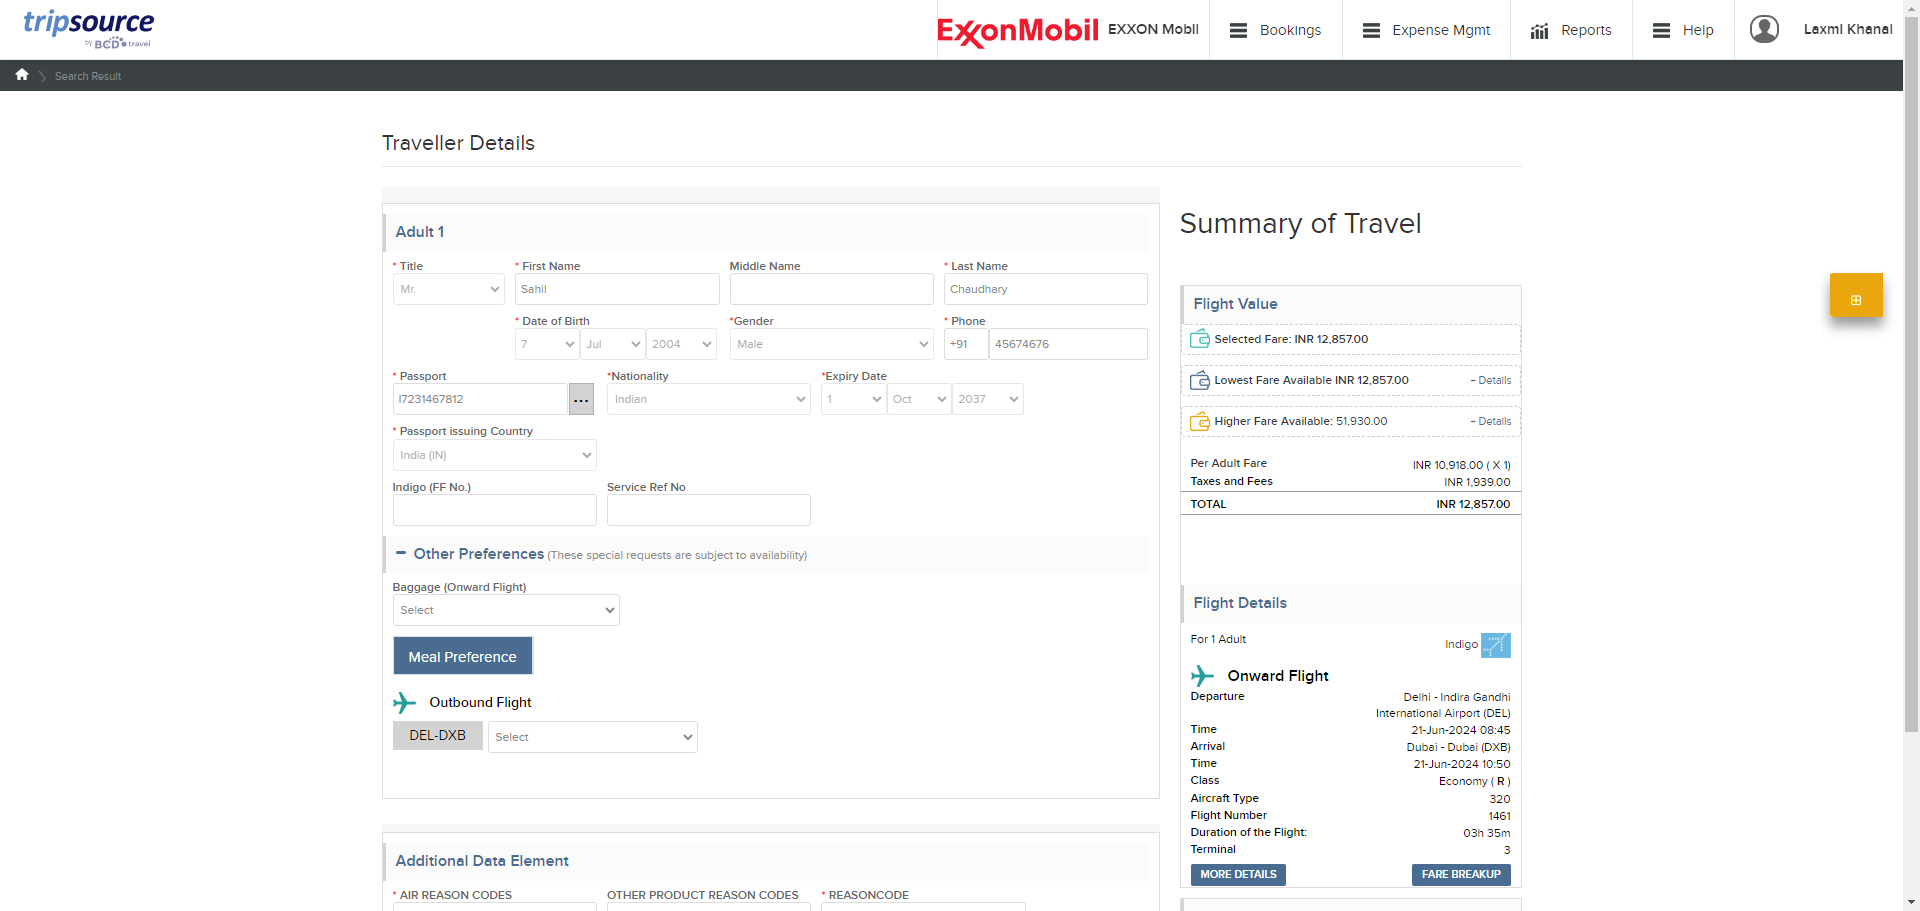 tripsource
by BCD travel
ExxonMobil
EXXON Mobil
Bookings
Expense Mgmt
Reports
Help
Laxmi Khanal
Search Result
Traveller Details
Adult 1
* Title
* First Name
Middle Name
* Last Name
Mr.
Sahil
Chaudhary
* Date of Birth
*Gender
* Phone
7
Jul
2004
Male
+91
45674676
* Passport
*Nationality
*Expiry Date
I7231467812
...
Indian
1
Oct
2037
* Passport issuing Country
India (IN)
Indigo (FF No.)
Service Ref No
Other Preferences (These special requests are subject to availability)
Baggage (Onward Flight)
Select
Meal Preference
Outbound Flight
DEL-DXB
Select
Additional Data Element
* AIR REASON CODES
OTHER PRODUCT REASON CODES
* REASONCODE
Summary of Travel
Flight Value
Selected Fare: INR 12,857.00
Lowest Fare Available INR 12,857.00
+ Details
Higher Fare Available: 51,930.00
+ Details
Per Adult Fare
INR 10,918.00 ( X 1)
Taxes and Fees
INR 1,939.00
TOTAL
INR 12,857.00
Flight Details
For 1 Adult
Indigo
Onward Flight
Departure
Delhi - Indira Gandhi
International Airport (DEL)
Time
21-Jun-2024 08:45
Arrival
Dubai - Dubai (DXB)
Time
21-Jun-2024 10:50
Class
Economy ( R )
Aircraft Type
320
Flight Number
1461
Duration of the Flight:
03h 35m
Terminal
3
MORE DETAILS
FARE BREAKUP